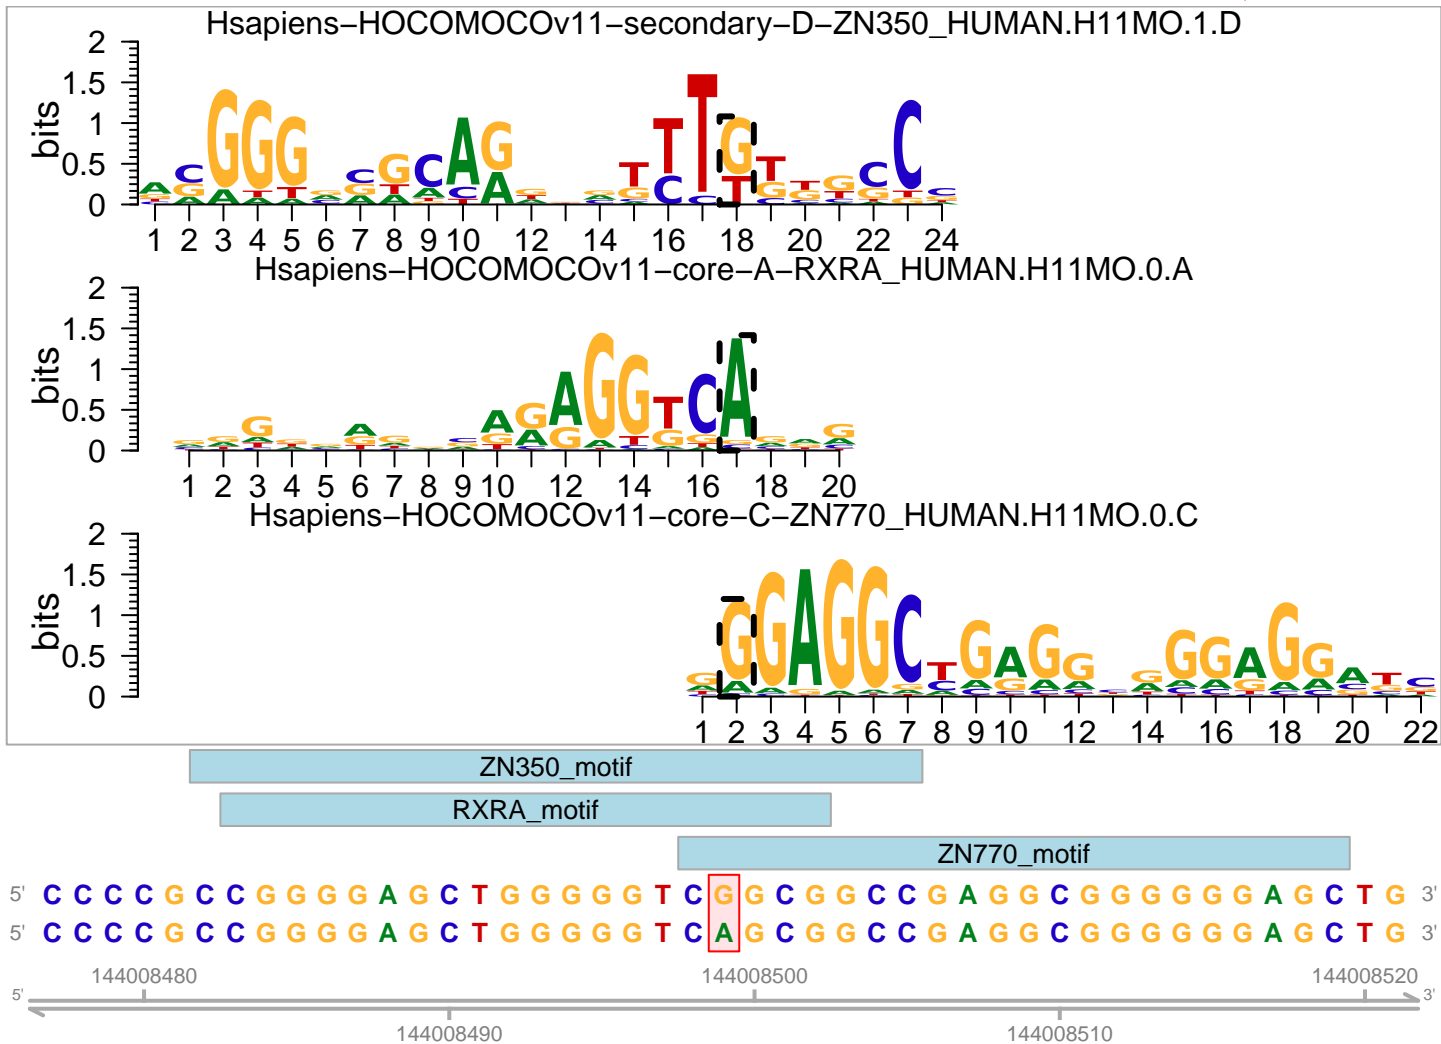 Hsapiens−HOCOMOCOv11−secondary−D−ZN350_HUMAN.H11MO.1.D
2
1.5
1
0.5
0
bits
1 2 3 4 5 6 7 8 9 10 12 14 16 18 20 22 24
Hsapiens−HOCOMOCOv11−core−A−RXRA_HUMAN.H11MO.0.A
2
1.5
1
0.5
0
bits
1 2 3 4 5 6 7 8 9 10 12 14 16 18 20
Hsapiens−HOCOMOCOv11−core−C−ZN770_HUMAN.H11MO.0.C
2
1.5
1
0.5
0
bits
1 2 3 4 5 6 7 8 9 10 12 14 16 18 20 22
ZN350_motif
RXRA_motif
ZN770_motif
5' C C C C G C C G G G G A G C T G G G G G T C G G C G G C C G A G G C G G G G G G A G C T G 3'
5' C C C C G C C G G G G A G C T G G G G G T C A G C G G C C G A G G C G G G G G G A G C T G 3'
144008480 144008500 144008520
5' 3'
144008490 144008510